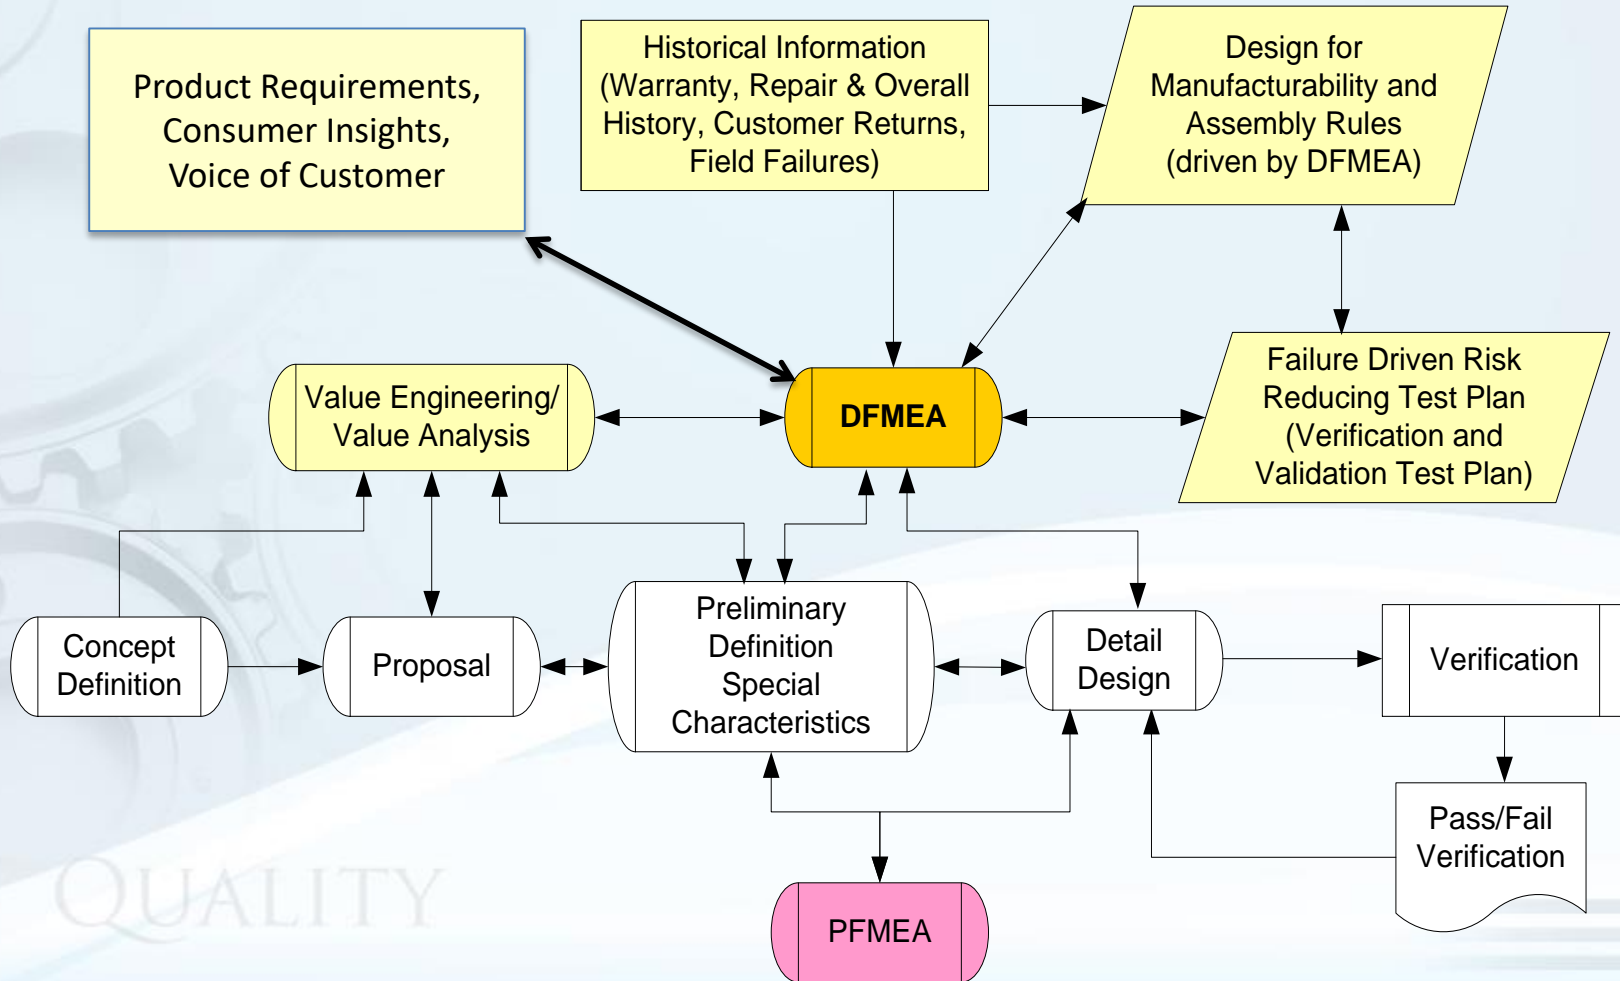 Product Requirements,
Consumer Insights,
Voice of Customer
Historical Information
(Warranty, Repair & Overall
History, Customer Returns,
Field Failures)
Design for
Manufacturability and
Assembly Rules
(driven by DFMEA)
Value Engineering/
Value Analysis
DFMEA
Failure Driven Risk
Reducing Test Plan
(Verification and
Validation Test Plan)
Concept
Definition
Proposal
Preliminary
Definition
Special
Characteristics
Detail
Design
Verification
Pass/Fail
Verification
PFMEA
QUALITY